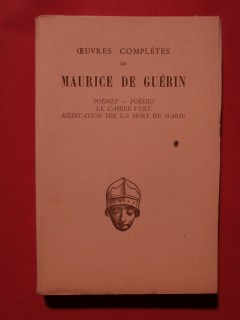 ŒUVRES COMPLÈTES
DE
MAURICE DE GUÉRIN
POÈMES — POÉSIES
LE CAHIER VERT
MÉDITATION SUR LA MORT DE MARIE